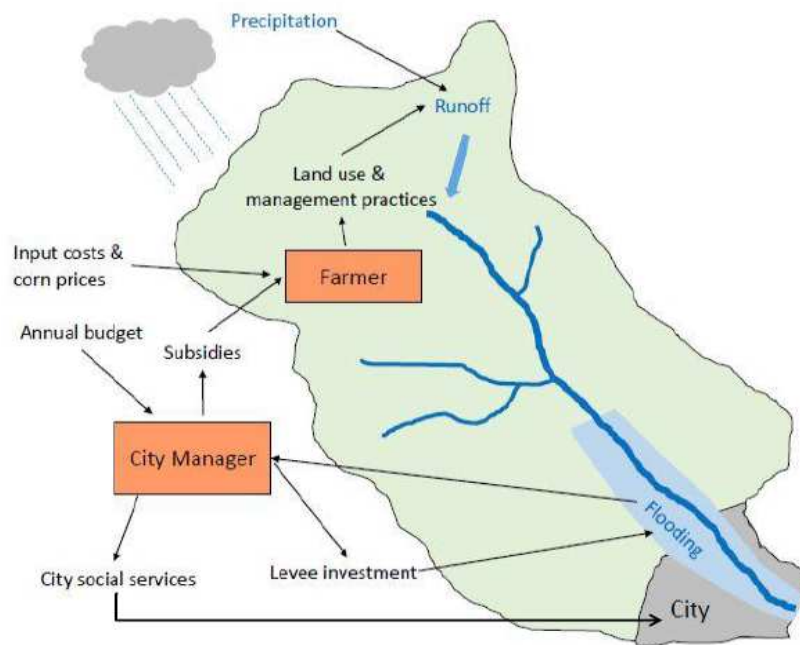 Precipitation
Runoff
Land use &
management practices
Input costs &
corn prices
Farmer
Annual budget
Subsidies
City Manager
Flooding
City social services
Levee investment
City